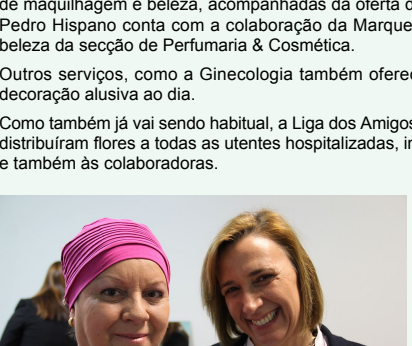 de maquilhagem e beleza, acompanhadas da oferta d
Pedro Hispano conta com a colaboração da Marque
beleza da secção de Perfumaria & Cosmética.
Outros serviços, como a Ginecologia também oferec
decoração alusiva ao dia.
Como também já vai sendo habitual, a Liga dos Amigos
distribuíram flores a todas as utentes hospitalizadas, in
e também às colaboradoras.